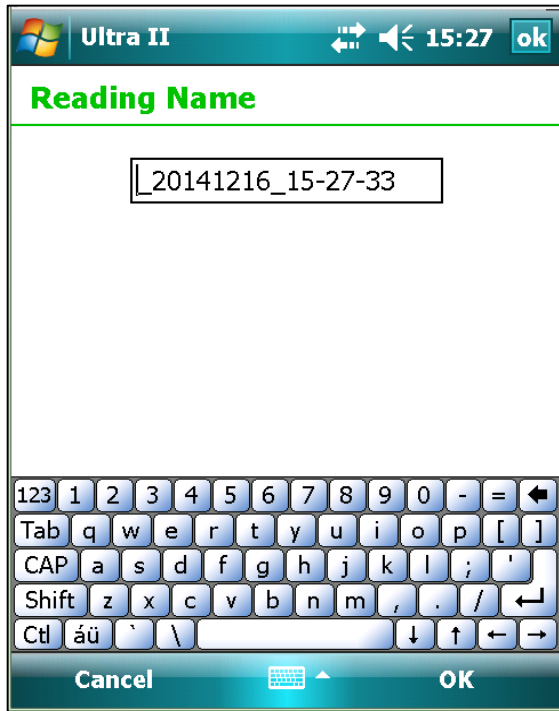 Ultra II 15:27 ok
Reading Name
_20141216_15-27-33
123 1 2 3 4 5 6 7 8 9 0 - =
Tab q w e r t y u i o p [ ]
CAP a s d f g h j k l ; '
Shift z x c v b n m , . /
Ctl áü ` \
Cancel OK